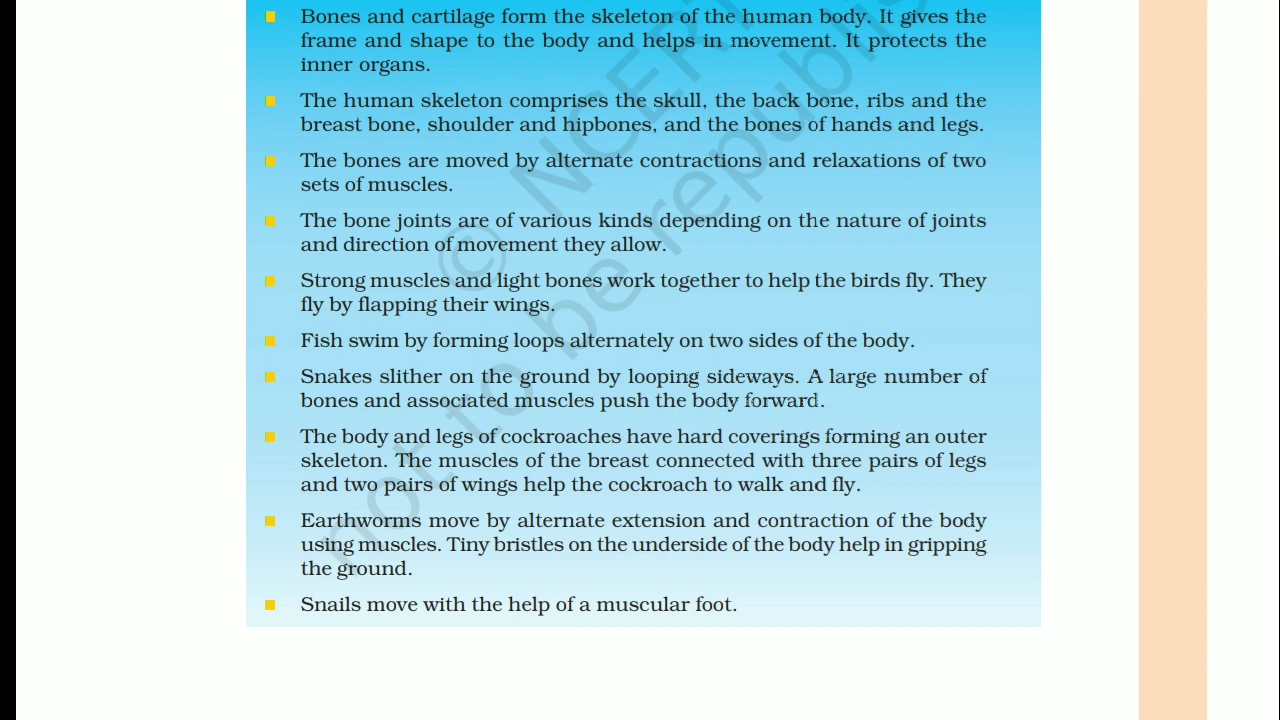 Bones and cartilage form the skeleton of the human body. It gives the
frame and shape to the body and helps in movement. It protects the
inner organs.
The human skeleton comprises the skull, the back bone, ribs and the
breast bone, shoulder and hipbones, and the bones of hands and legs.
The bones are moved by alternate contractions and relaxations of two
sets of muscles.
The bone joints are of various kinds depending on the nature of joints
and direction of movement they allow.
Strong muscles and light bones work together to help the birds fly. They
fly by flapping their wings.
Fish swim by forming loops alternately on two sides of the body.
Snakes slither on the ground by looping sideways. A large number of
bones and associated muscles push the body forward.
The body and legs of cockroaches have hard coverings forming an outer
skeleton. The muscles of the breast connected with three pairs of legs
and two pairs of wings help the cockroach to walk and fly.
Earthworms move by alternate extension and contraction of the body
using muscles. Tiny bristles on the underside of the body help in gripping
the ground.
Snails move with the help of a muscular foot.
© NCERT
not to be